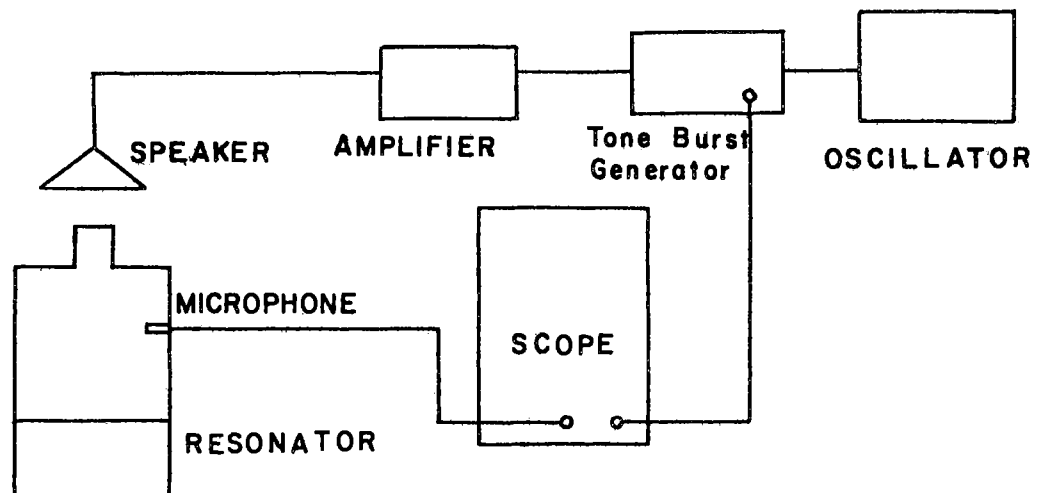 SPEAKER
AMPLIFIER
Tone Burst
Generator
OSCILLATOR
MICROPHONE
SCOPE
RESONATOR